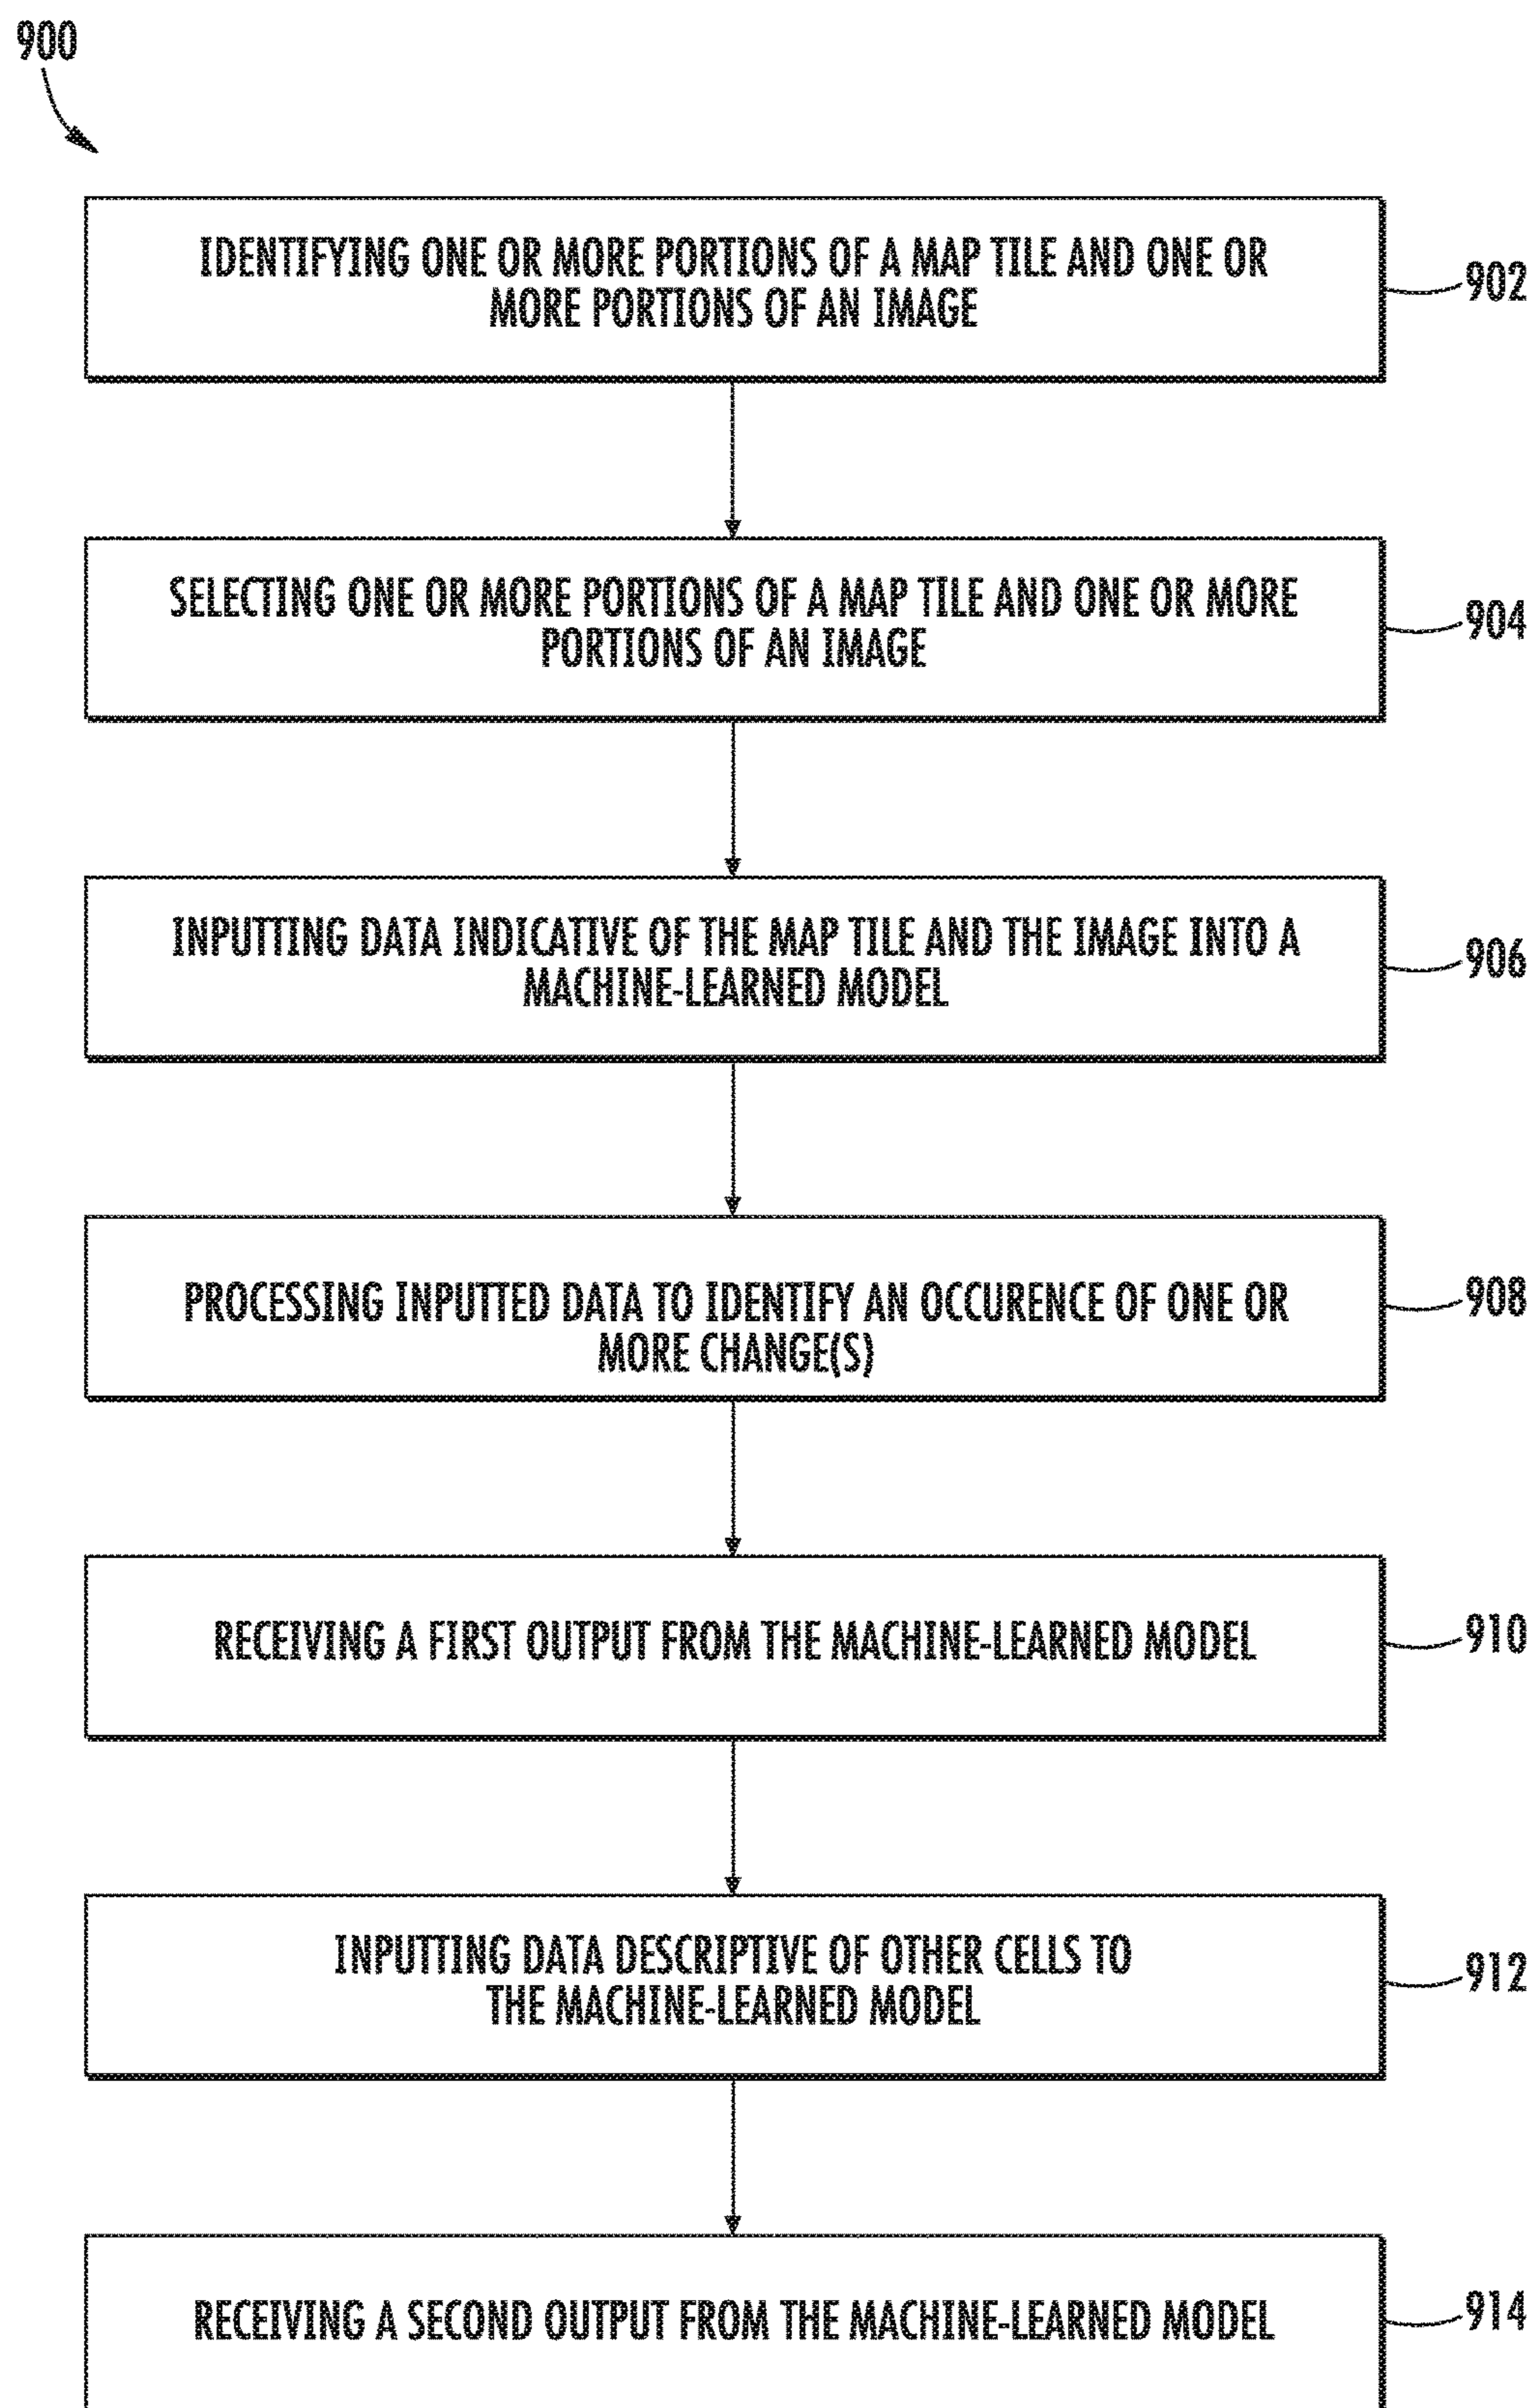 900
IDENTIFYING ONE OR MORE PORTIONS OF A MAP TILE AND ONE OR
MORE PORTIONS OF AN IMAGE
902
SELECTING ONE OR MORE PORTIONS OF A MAP TILE AND ONE OR MORE
PORTIONS OF AN IMAGE
904
INPUTTING DATA INDICATIVE OF THE MAP TILE AND THE IMAGE INTO A
MACHINE-LEARNED MODEL
906
PROCESSING INPUTTED DATA TO IDENTIFY AN OCCURENCE OF ONE OR
MORE CHANGE(S)
908
RECEIVING A FIRST OUTPUT FROM THE MACHINE-LEARNED MODEL
910
INPUTTING DATA DESCRIPTIVE OF OTHER CELLS TO
THE MACHINE-LEARNED MODEL
912
RECEIVING A SECOND OUTPUT FROM THE MACHINE-LEARNED MODEL
914